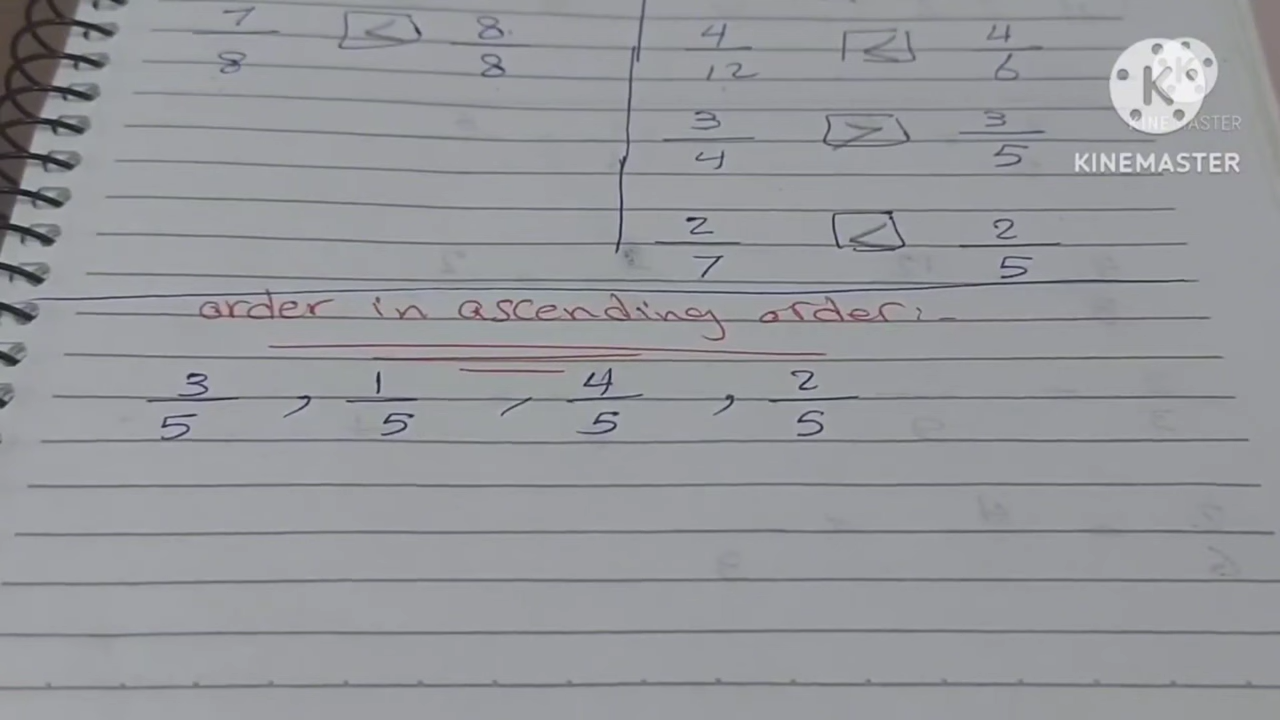 7/8 < 8/8
4/12 < 4/6
3/4 > 3/5
2/7 < 2/5
order in ascending order:-
3/5 , 1/5 , 4/5 , 2/5
KINEMASTER
KINEMASTER